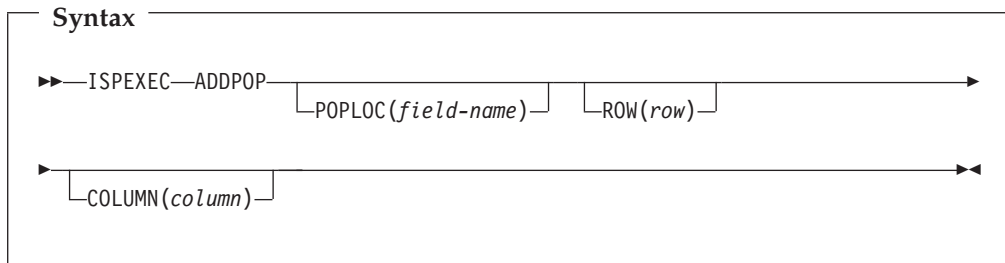 Syntax
ISPEXEC ADDPOP
POPLOC(field-name) ROW(row)
COLUMN(column)